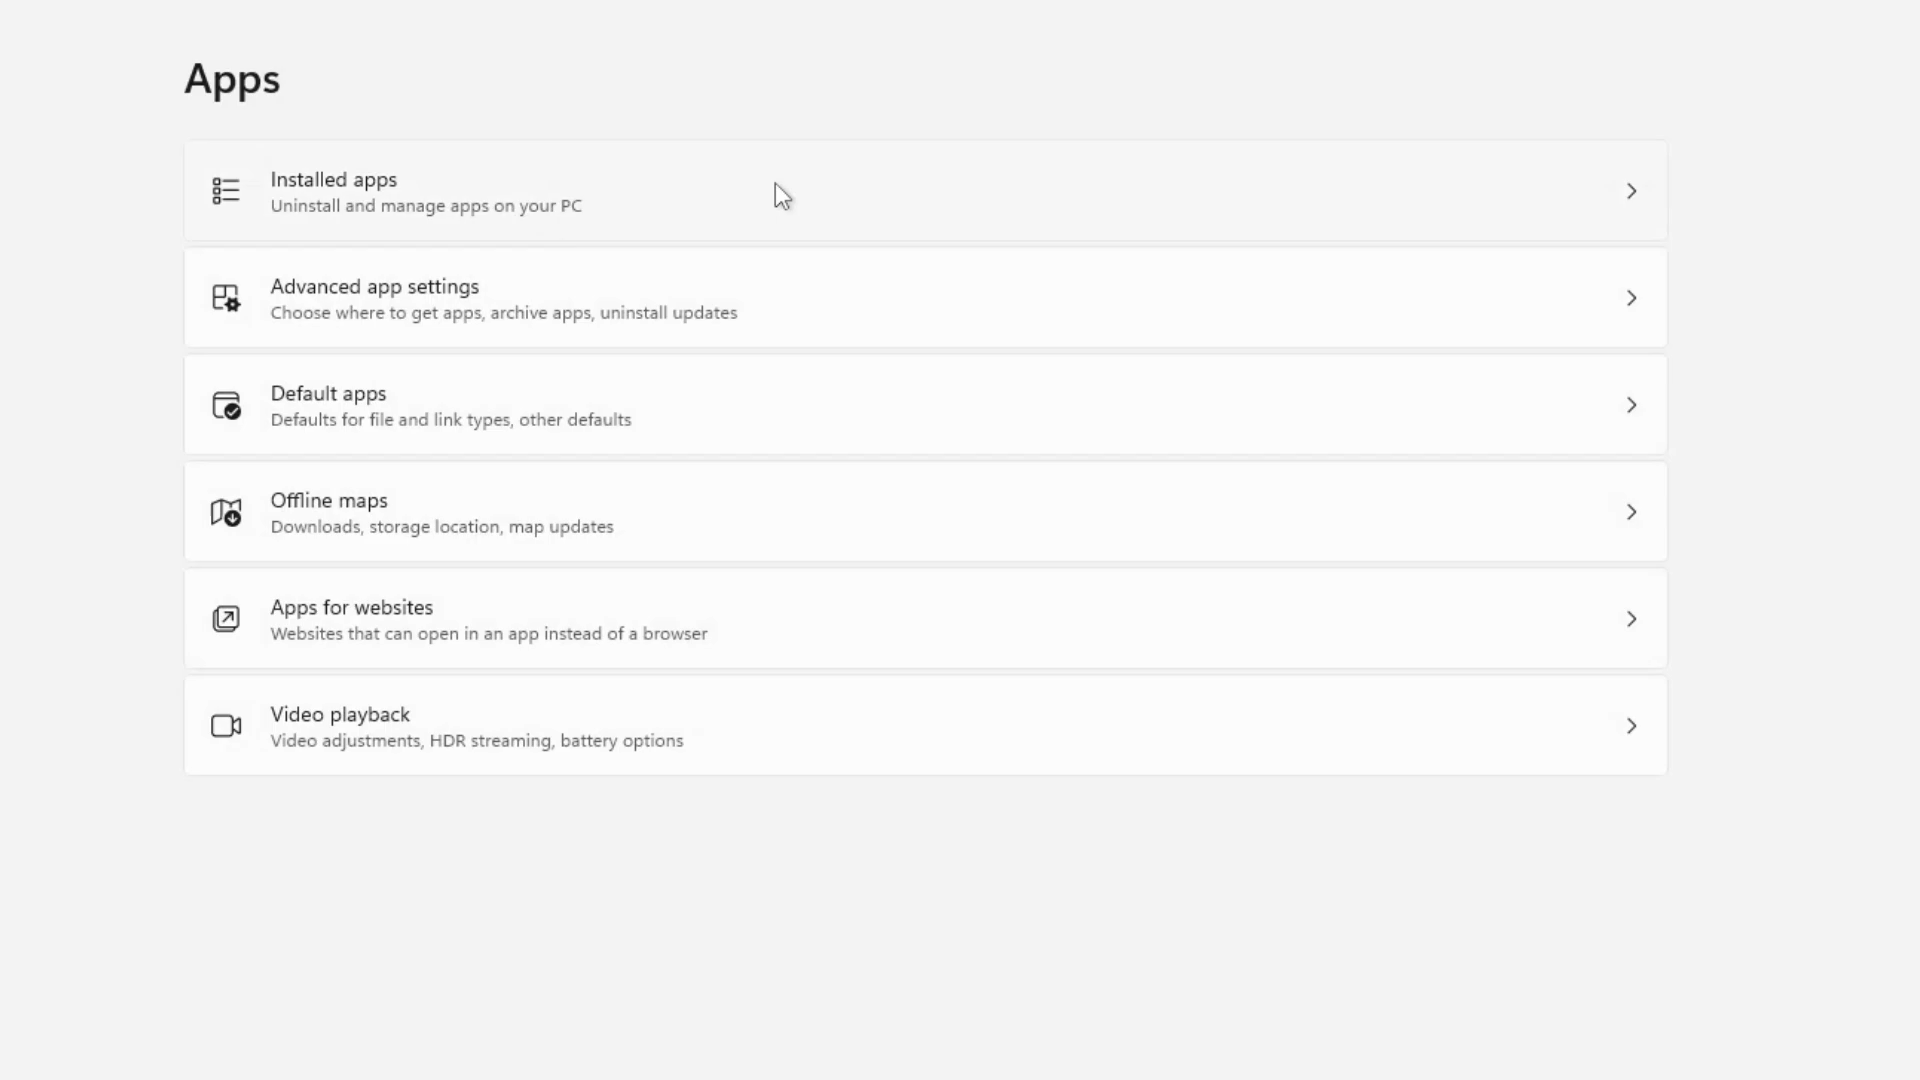 Apps
Installed apps
Uninstall and manage apps on your PC
Advanced app settings
Choose where to get apps, archive apps, uninstall updates
Default apps
Defaults for file and link types, other defaults
Offline maps
Downloads, storage location, map updates
Apps for websites
Websites that can open in an app instead of a browser
Video playback
Video adjustments, HDR streaming, battery options